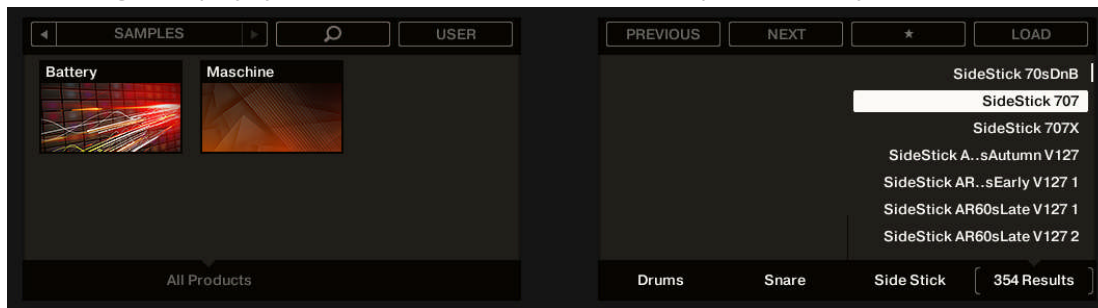 SAMPLES
USER
Battery
Maschine
All Products
PREVIOUS
NEXT
LOAD
SideStick 70sDnB
SideStick 707
SideStick 707X
SideStick A..sAutumn V127
SideStick AR..sEarly V127 1
SideStick AR60sLate V127 1
SideStick AR60sLate V127 2
Drums
Snare
Side Stick
354 Results